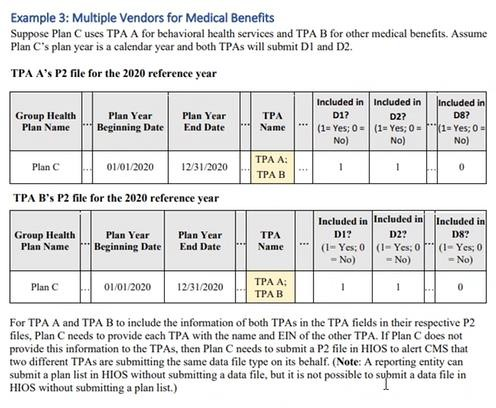 Example 3: Multiple Vendors for Medical Benefits
Suppose Plan C uses TPA A for behavioral health services and TPA B for other medical benefits. Assume
Plan C's plan year is a calendar year and both TPAs will submit D1 and D2.
TPA A's P2 file for the 2020 reference year
Group Health Plan Name ... Plan Year Beginning Date Plan Year End Date ... TPA Name ... Included in D1? (1= Yes; 0 = No) Included in D2? (1= Yes; 0 = No) ... Included in D8? (1= Yes; 0 = No)
Plan C ... 01/01/2020 12/31/2020 ... TPA A; TPA B ... 1 1 ... 0
TPA B's P2 file for the 2020 reference year
Group Health Plan Name ... Plan Year Beginning Date Plan Year End Date ... TPA Name ... Included in D1? (1= Yes; 0 = No) Included in D2? (1= Yes; 0 = No) ... Included in D8? (1= Yes; 0 = No)
Plan C ... 01/01/2020 12/31/2020 ... TPA A; TPA B 1 1 ... 0
For TPA A and TPA B to include the information of both TPAs in the TPA fields in their respective P2
files, Plan C needs to provide each TPA with the name and EIN of the other TPA. If Plan C does not
provide this information to the TPAs, then Plan C needs to submit a P2 file in HIOS to alert CMS that
two different TPAs are submitting the same data file type on its behalf. (Note: A reporting entity can
submit a plan list in HIOS without submitting a data file, but it is not possible to submit a data file in
HIOS without submitting a plan list.)